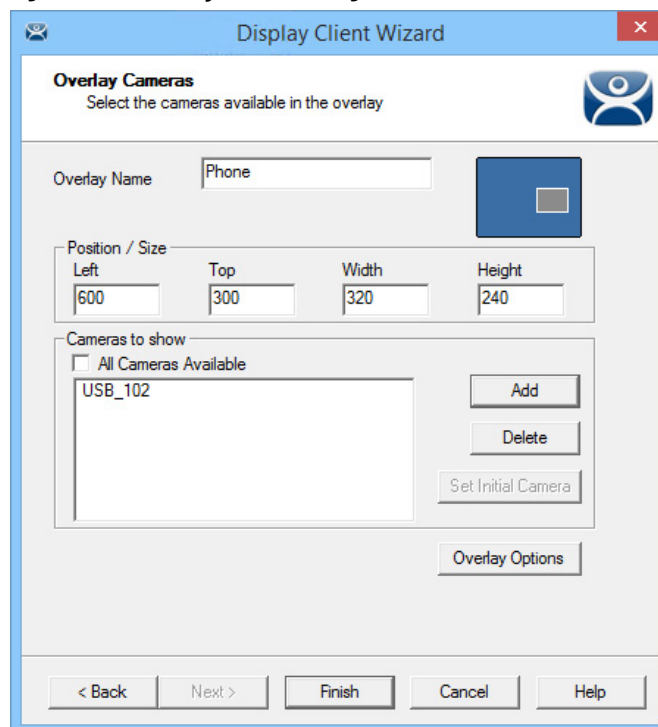 Display Client Wizard
Overlay Cameras
Select the cameras available in the overlay
Overlay Name Phone
Position / Size
Left Top Width Height
600 300 320 240
Cameras to show
All Cameras Available
USB_102
Add
Delete
Set Initial Camera
Overlay Options
< Back Next > Finish Cancel Help